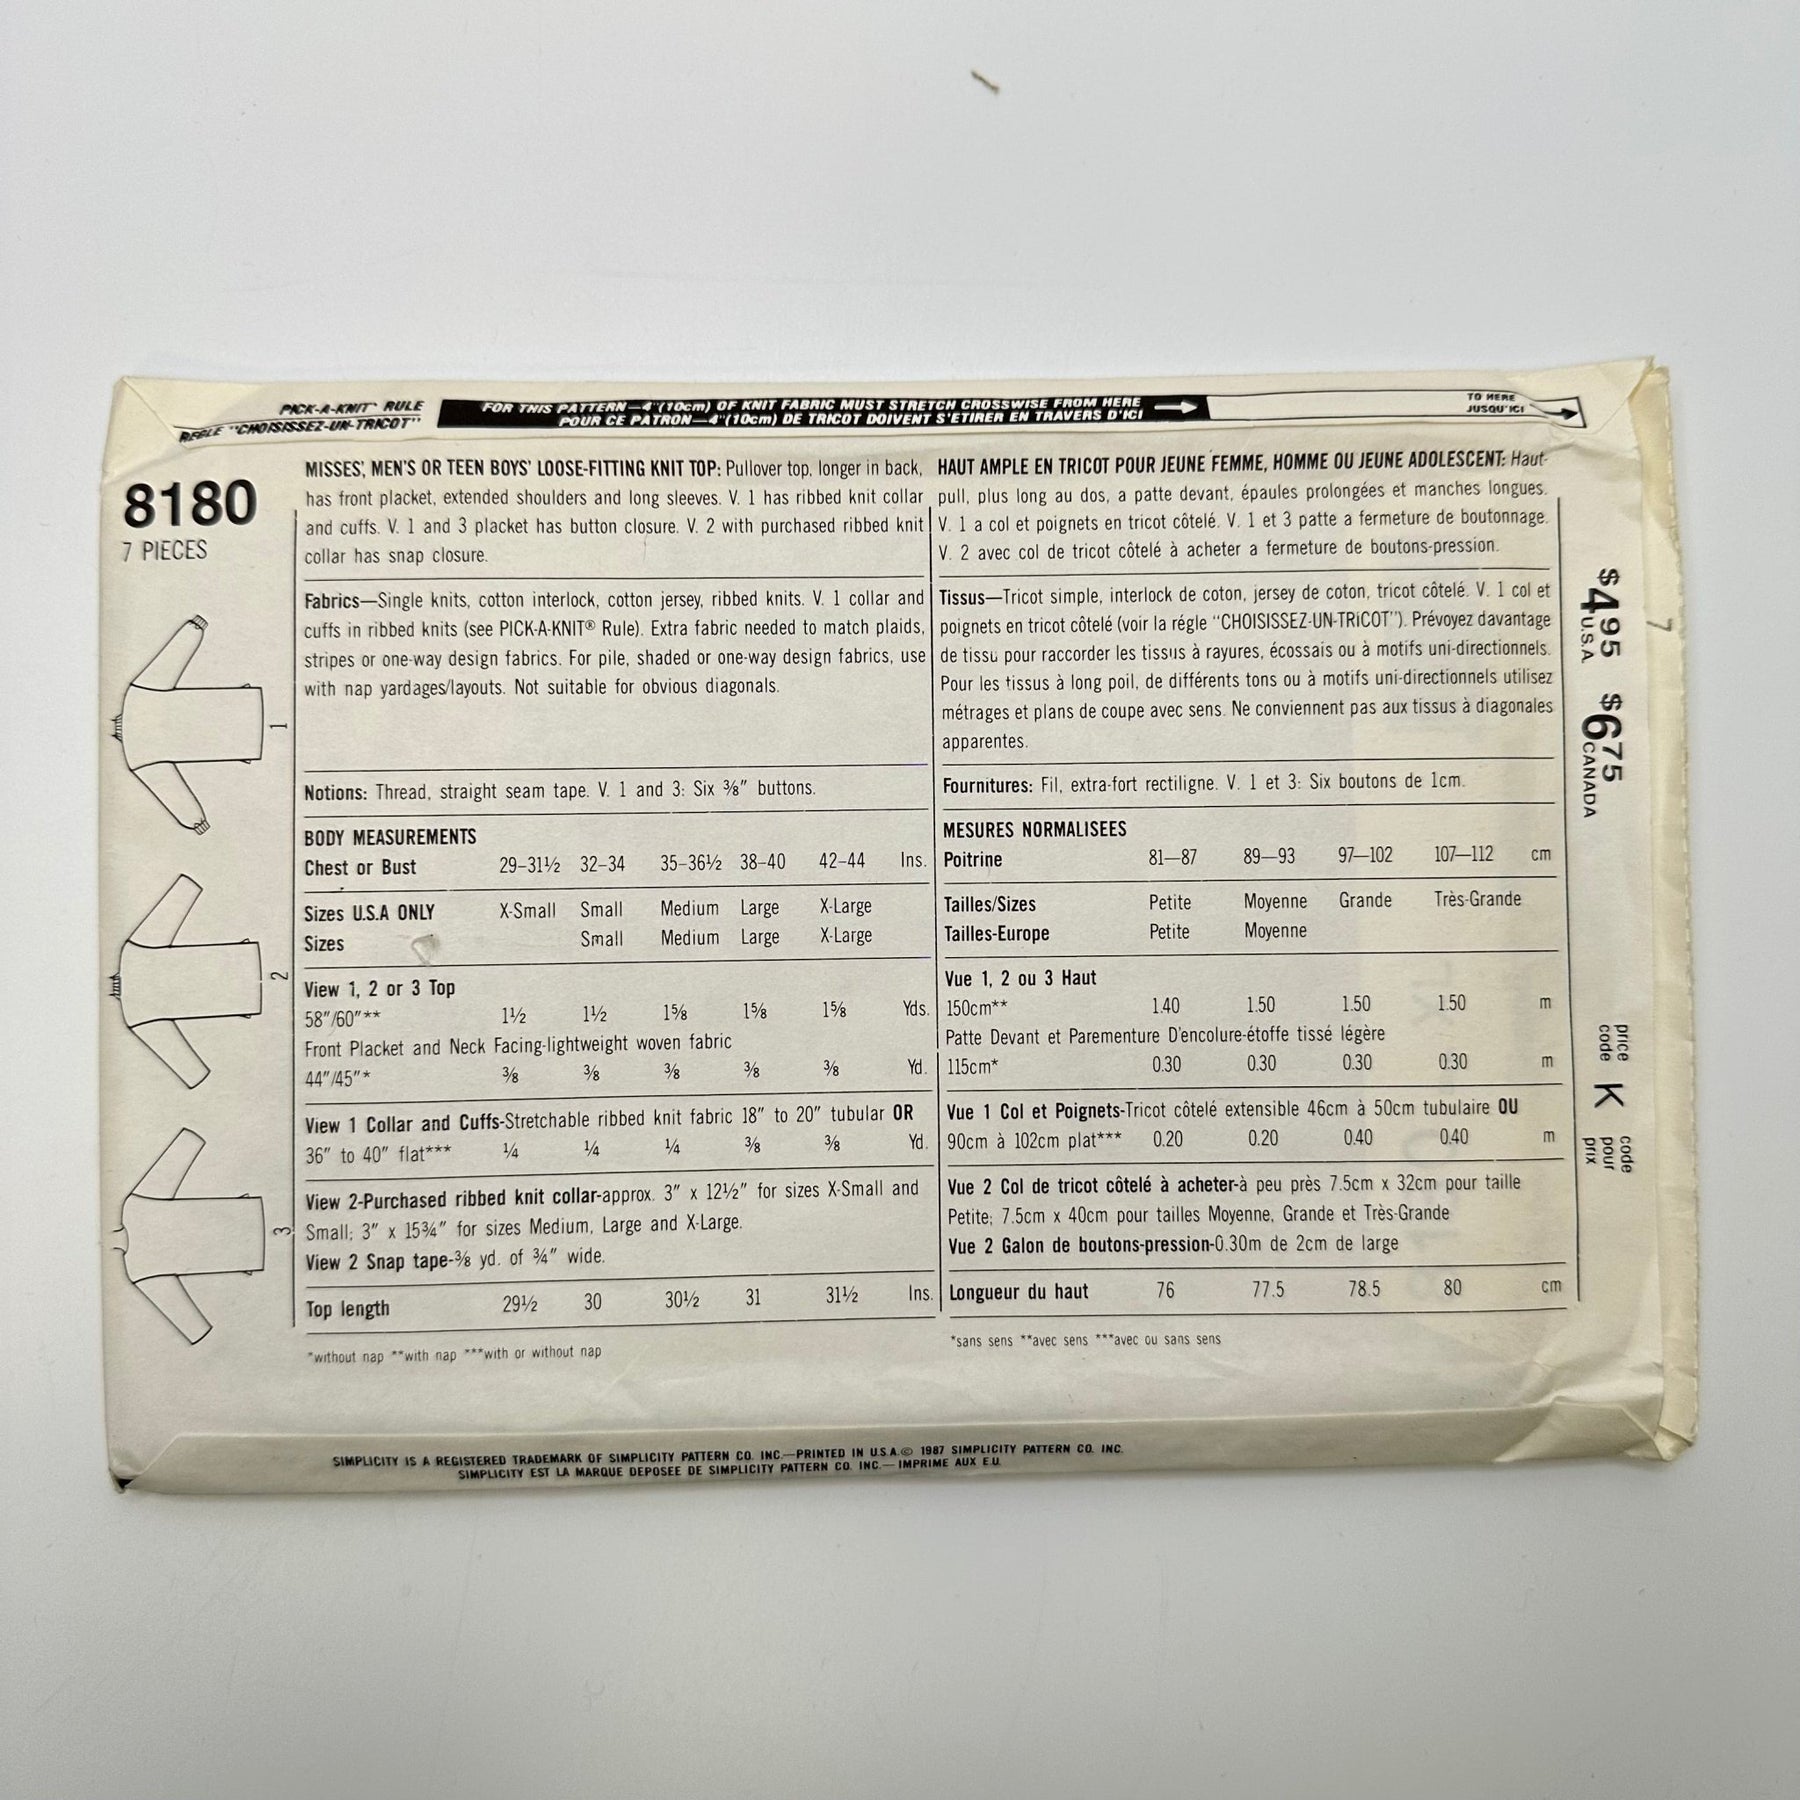 PICK-A-KNIT® RULE
REGLE "CHOISISSEZ-UN-TRICOT"
FOR THIS PATTERN—4"(10cm) OF KNIT FABRIC MUST STRETCH CROSSWISE FROM HERE
POUR CE PATRON—4"(10cm) DE TRICOT DOIVENT S'ETIRER EN TRAVERS D'ICI
TO HERE
JUSQU'ICI
8180
7 PIECES
1
2
3
MISSES', MEN'S OR TEEN BOYS' LOOSE-FITTING KNIT TOP: Pullover top, longer in back,
has front placket, extended shoulders and long sleeves. V. 1 has ribbed knit collar
and cuffs. V. 1 and 3 placket has button closure. V. 2 with purchased ribbed knit
collar has snap closure.
Fabrics—Single knits, cotton interlock, cotton jersey, ribbed knits. V. 1 collar and
cuffs in ribbed knits (see PICK-A-KNIT® Rule). Extra fabric needed to match plaids,
stripes or one-way design fabrics. For pile, shaded or one-way design fabrics, use
with nap yardages/layouts. Not suitable for obvious diagonals.
Notions: Thread, straight seam tape. V. 1 and 3: Six ⅜" buttons.
BODY MEASUREMENTS
Chest or Bust 29–31½ 32–34 35–36½ 38–40 42–44 Ins.
Sizes U.S.A ONLY X-Small Small Medium Large X-Large
Sizes Small Medium Large X-Large
View 1, 2 or 3 Top
58"/60"** 1½ 1½ 1⅝ 1⅝ 1⅝ Yds.
Front Placket and Neck Facing-lightweight woven fabric
44"/45"* ⅜ ⅜ ⅜ ⅜ ⅜ Yd.
View 1 Collar and Cuffs-Stretchable ribbed knit fabric 18" to 20" tubular OR
36" to 40" flat*** ¼ ¼ ¼ ⅜ ⅜ Yd.
View 2-Purchased ribbed knit collar-approx. 3" x 12½" for sizes X-Small and
Small; 3" x 15¾" for sizes Medium, Large and X-Large.
View 2 Snap tape-⅜ yd. of ¾" wide.
Top length 29½ 30 30½ 31 31½ Ins.
*without nap **with nap ***with or without nap
HAUT AMPLE EN TRICOT POUR JEUNE FEMME, HOMME OU JEUNE ADOLESCENT: Haut-
pull, plus long au dos, a patte devant, épaules prolongées et manches longues.
V. 1 a col et poignets en tricot côtelé. V. 1 et 3 patte a fermeture de boutonnage.
V. 2 avec col de tricot côtelé à acheter a fermeture de boutons-pression.
Tissus—Tricot simple, interlock de coton, jersey de coton, tricot côtelé. V. 1 col et
poignets en tricot côtelé (voir la régle "CHOISISSEZ-UN-TRICOT"). Prévoyez davantage
de tissu pour raccorder les tissus à rayures, écossais ou à motifs uni-directionnels.
Pour les tissus à long poil, de différents tons ou à motifs uni-directionnels utilisez
métrages et plans de coupe avec sens. Ne conviennent pas aux tissus à diagonales
apparentes.
Fournitures: Fil, extra-fort rectiligne. V. 1 et 3: Six boutons de 1cm.
MESURES NORMALISEES
Poitrine 81—87 89—93 97—102 107—112 cm
Tailles/Sizes Petite Moyenne Grande Très-Grande
Tailles-Europe Petite Moyenne
Vue 1, 2 ou 3 Haut
150cm** 1.40 1.50 1.50 1.50 m
Patte Devant et Parementure D'encolure-étoffe tissé légère
115cm* 0.30 0.30 0.30 0.30 m
Vue 1 Col et Poignets-Tricot côtelé extensible 46cm à 50cm tubulaire OU
90cm à 102cm plat*** 0.20 0.20 0.40 0.40 m
Vue 2 Col de tricot côtelé à acheter-à peu près 7.5cm x 32cm pour taille
Petite; 7.5cm x 40cm pour tailles Moyenne, Grande et Très-Grande
Vue 2 Galon de boutons-pression-0.30m de 2cm de large
Longueur du haut 76 77.5 78.5 80 cm
*sans sens **avec sens ***avec ou sans sens
$4.95 U.S.A. $6.75 CANADA
price code K code pour prix
7
SIMPLICITY IS A REGISTERED TRADEMARK OF SIMPLICITY PATTERN CO. INC.—PRINTED IN U.S.A.© 1987 SIMPLICITY PATTERN CO. INC.
SIMPLICITY EST LA MARQUE DEPOSEE DE SIMPLICITY PATTERN CO. INC.—IMPRIME AUX E.U.